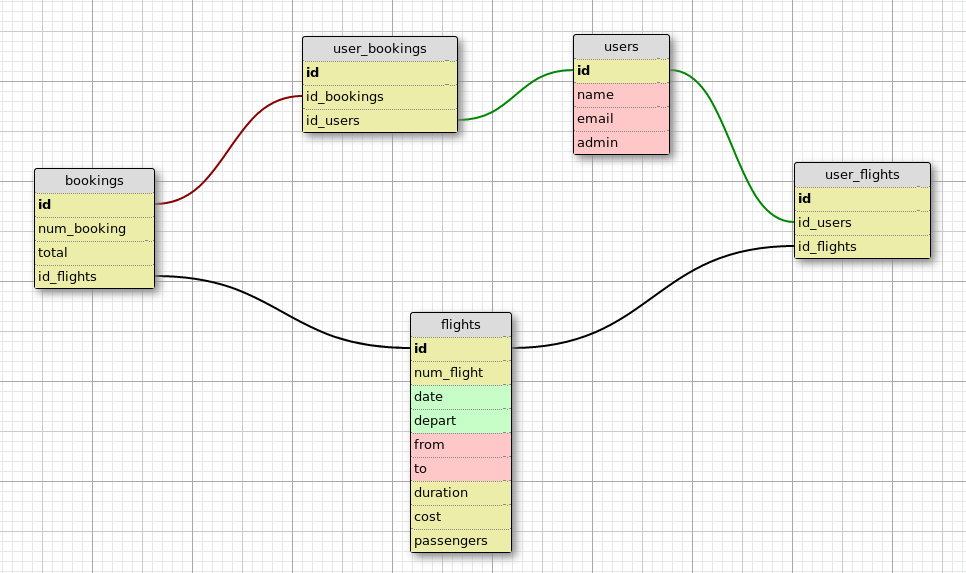 user_bookings
id
id_bookings
id_users
users
id
name
email
admin
bookings
id
num_booking
total
id_flights
user_flights
id
id_users
id_flights
flights
id
num_flight
date
depart
from
to
duration
cost
passengers